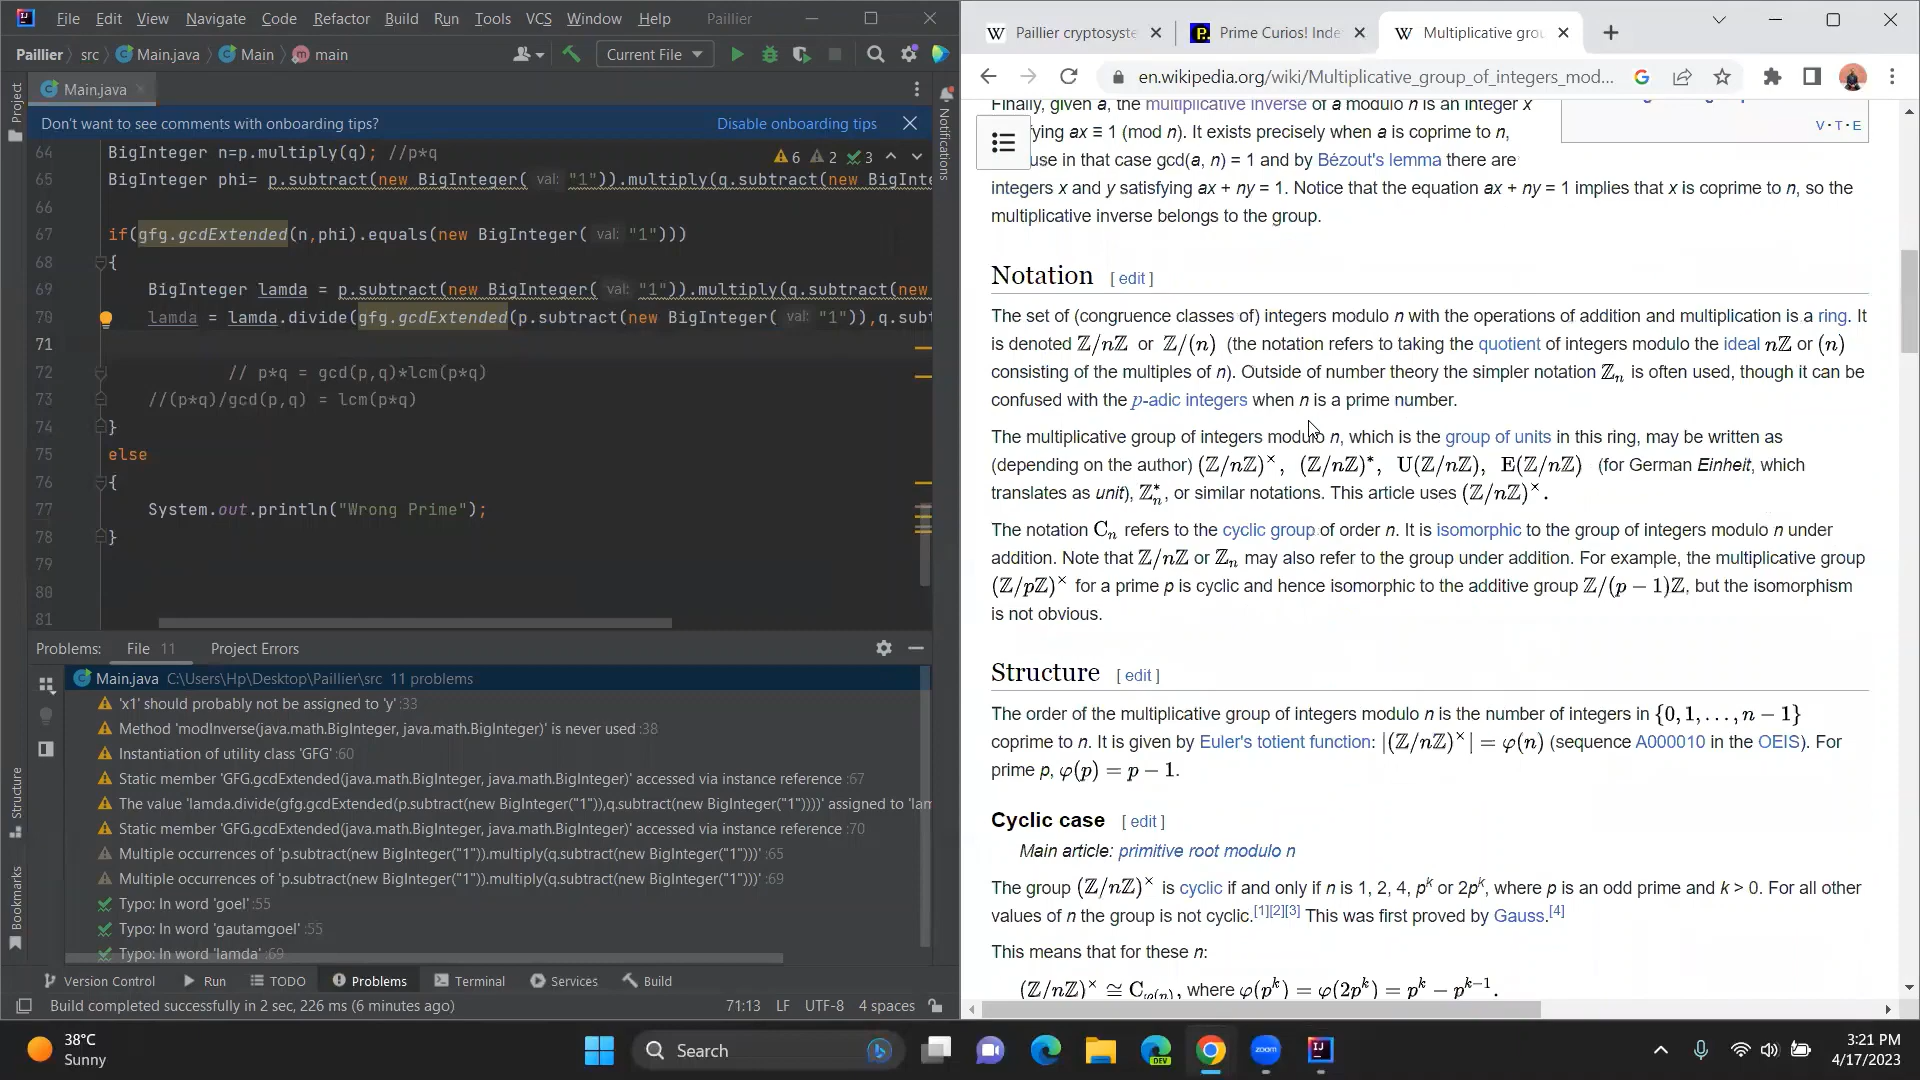 File Edit View Navigate Code Refactor Build Run Tools VCS Window Help Paillier
Paillier src Main.java Main main Current File
Main.java
Don't want to see comments with onboarding tips? Disable onboarding tips
64 BigInteger n=p.multiply(q); //p*q 6 2 3
65 BigInteger phi= p.subtract(new BigInteger( val: "1")).multiply(q.subtract(new BigInte
66
67 if(gfg.gcdExtended(n,phi).equals(new BigInteger( val: "1")))
68 {
69 BigInteger lamda = p.subtract(new BigInteger( val: "1")).multiply(q.subtract(new
70 lamda = lamda.divide(gfg.gcdExtended(p.subtract(new BigInteger( val: "1")),q.subt
71
72 // p*q = gcd(p,q)*lcm(p*q)
73 //(p*q)/gcd(p,q) = lcm(p*q)
74 }
75 else
76 {
77 System.out.println("Wrong Prime");
78 }
79
80
81
Project
Structure
Bookmarks
Notifications
Problems: File 11 Project Errors
Main.java C:\Users\Hp\Desktop\Paillier\src 11 problems
'x1' should probably not be assigned to 'y' :33
Method 'modInverse(java.math.BigInteger, java.math.BigInteger)' is never used :38
Instantiation of utility class 'GFG' :60
Static member 'GFG.gcdExtended(java.math.BigInteger, java.math.BigInteger)' accessed via instance reference :67
The value 'lamda.divide(gfg.gcdExtended(p.subtract(new BigInteger("1")),q.subtract(new BigInteger("1"))))' assigned to 'lam
Static member 'GFG.gcdExtended(java.math.BigInteger, java.math.BigInteger)' accessed via instance reference :70
Multiple occurrences of 'p.subtract(new BigInteger("1")).multiply(q.subtract(new BigInteger("1")))' :65
Multiple occurrences of 'p.subtract(new BigInteger("1")).multiply(q.subtract(new BigInteger("1")))' :69
Typo: In word 'goel' :55
Typo: In word 'gautamgoel' :55
Typo: In word 'lamda' :69
Version Control Run TODO Problems Terminal Services Build
Build completed successfully in 2 sec, 226 ms (6 minutes ago) 71:13 LF UTF-8 4 spaces
Paillier cryptosyste Prime Curios! Inde Multiplicative grou
en.wikipedia.org/wiki/Multiplicative_group_of_integers_mod...
Finally, given a, the multiplicative inverse of a modulo n is an integer x
fying ax ≡ 1 (mod n). It exists precisely when a is coprime to n,
use in that case gcd(a, n) = 1 and by Bézout's lemma there are
V · T · E
integers x and y satisfying ax + ny = 1. Notice that the equation ax + ny = 1 implies that x is coprime to n, so the
multiplicative inverse belongs to the group.
Notation [ edit ]
The set of (congruence classes of) integers modulo n with the operations of addition and multiplication is a ring. It
is denoted ℤ/nℤ or ℤ/(n) (the notation refers to taking the quotient of integers modulo the ideal nℤ or (n)
consisting of the multiples of n). Outside of number theory the simpler notation ℤₙ is often used, though it can be
confused with the p-adic integers when n is a prime number.
The multiplicative group of integers modulo n, which is the group of units in this ring, may be written as
(depending on the author) (ℤ/nℤ)^×, (ℤ/nℤ)^*, U(ℤ/nℤ), E(ℤ/nℤ) (for German Einheit, which
translates as unit), ℤₙ^*, or similar notations. This article uses (ℤ/nℤ)^×.
The notation Cₙ refers to the cyclic group of order n. It is isomorphic to the group of integers modulo n under
addition. Note that ℤ/nℤ or ℤₙ may also refer to the group under addition. For example, the multiplicative group
(ℤ/pℤ)^× for a prime p is cyclic and hence isomorphic to the additive group ℤ/(p − 1)ℤ, but the isomorphism
is not obvious.
Structure [ edit ]
The order of the multiplicative group of integers modulo n is the number of integers in {0, 1, . . . , n − 1}
coprime to n. It is given by Euler's totient function: |(ℤ/nℤ)^×| = φ(n) (sequence A000010 in the OEIS). For
prime p, φ(p) = p − 1.
Cyclic case [ edit ]
Main article: primitive root modulo n
The group (ℤ/nℤ)^× is cyclic if and only if n is 1, 2, 4, p^k or 2p^k, where p is an odd prime and k > 0. For all other
values of n the group is not cyclic.[1][2][3] This was first proved by Gauss.[4]
This means that for these n:
(ℤ/nℤ)^× ≅ C_φ(n), where φ(p^k) = φ(2p^k) = p^k − p^(k−1).
38°C
Sunny
Search
DEV
zoom
3:21 PM
4/17/2023